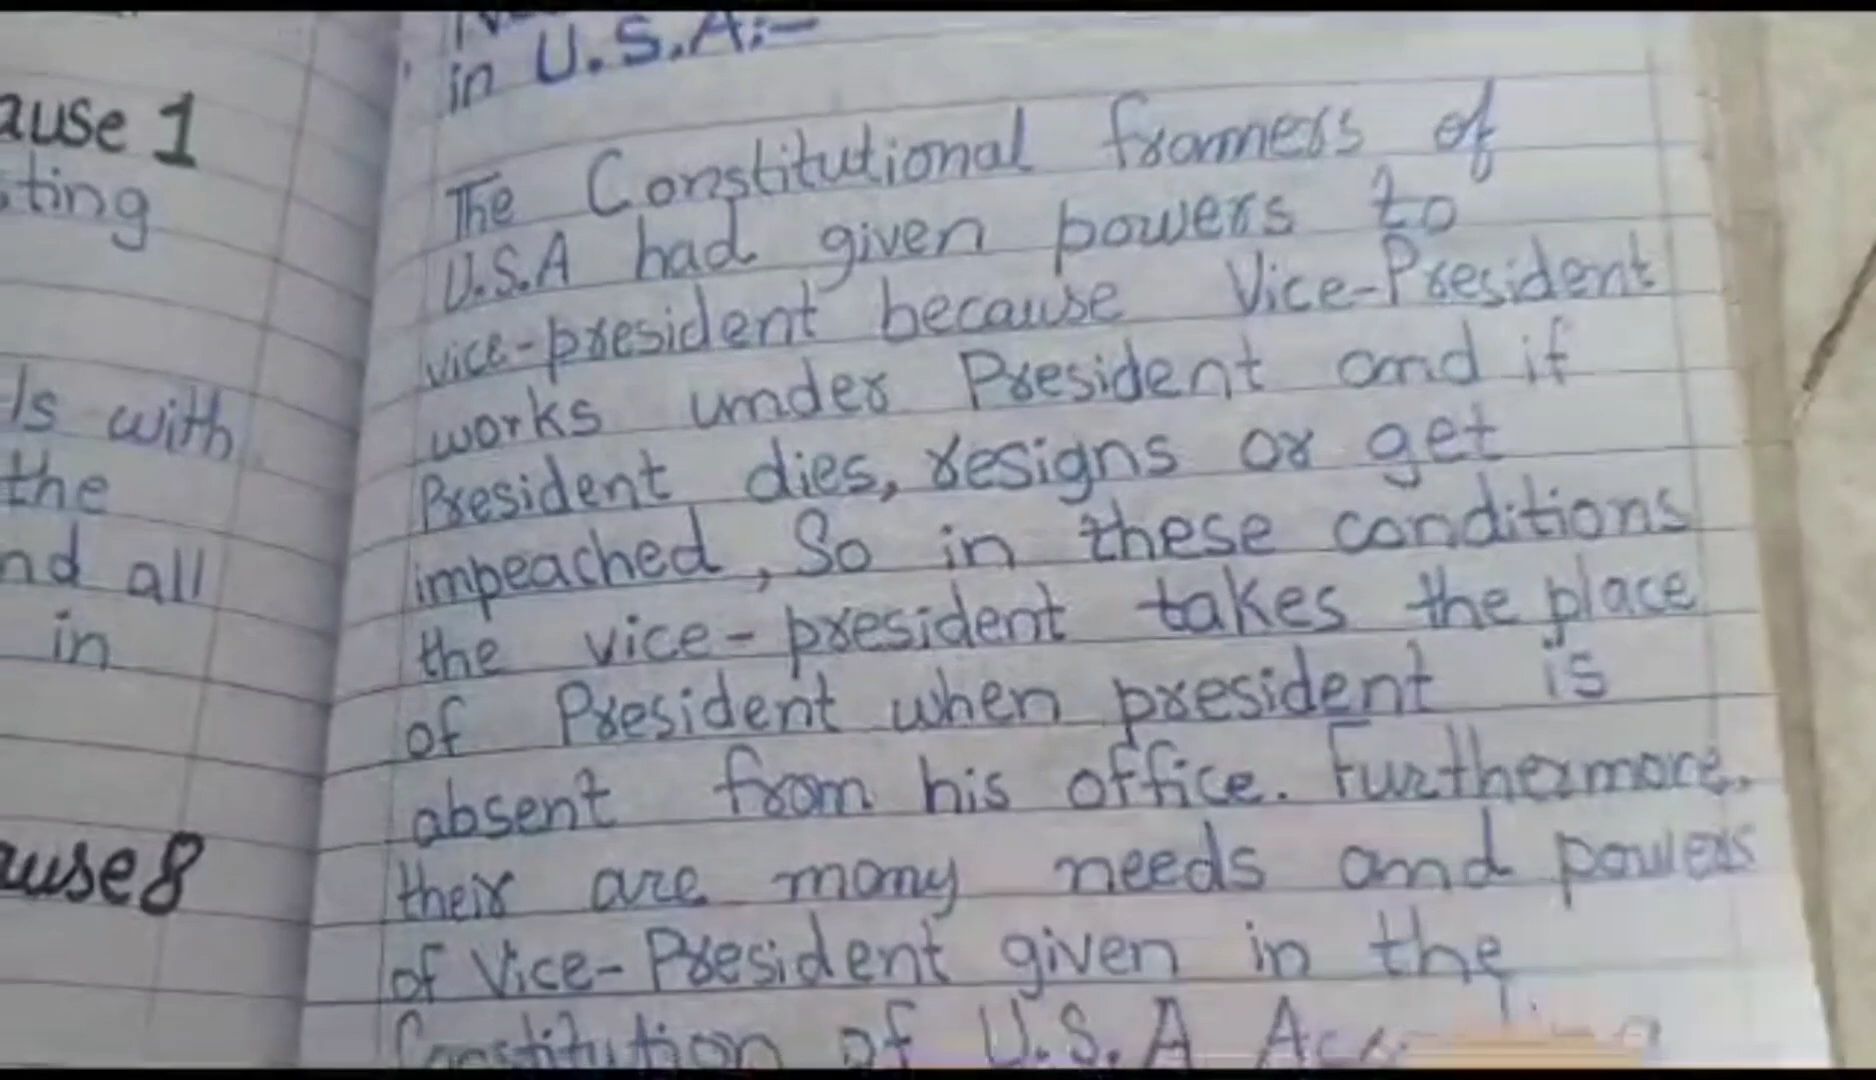 in U.S.A:-
The Constitutional framers of
U.S.A had given powers to
vice-president because Vice-President
works under President and if
President dies, resigns or get
impeached, So in these conditions
the vice-president takes the place
of President when president is
absent from his office. Furthermore,
their are many needs and powers
of Vice-President given in the
Constitution of U.S.A
ause 1
ting
ls with
the
nd all
in
ause 8